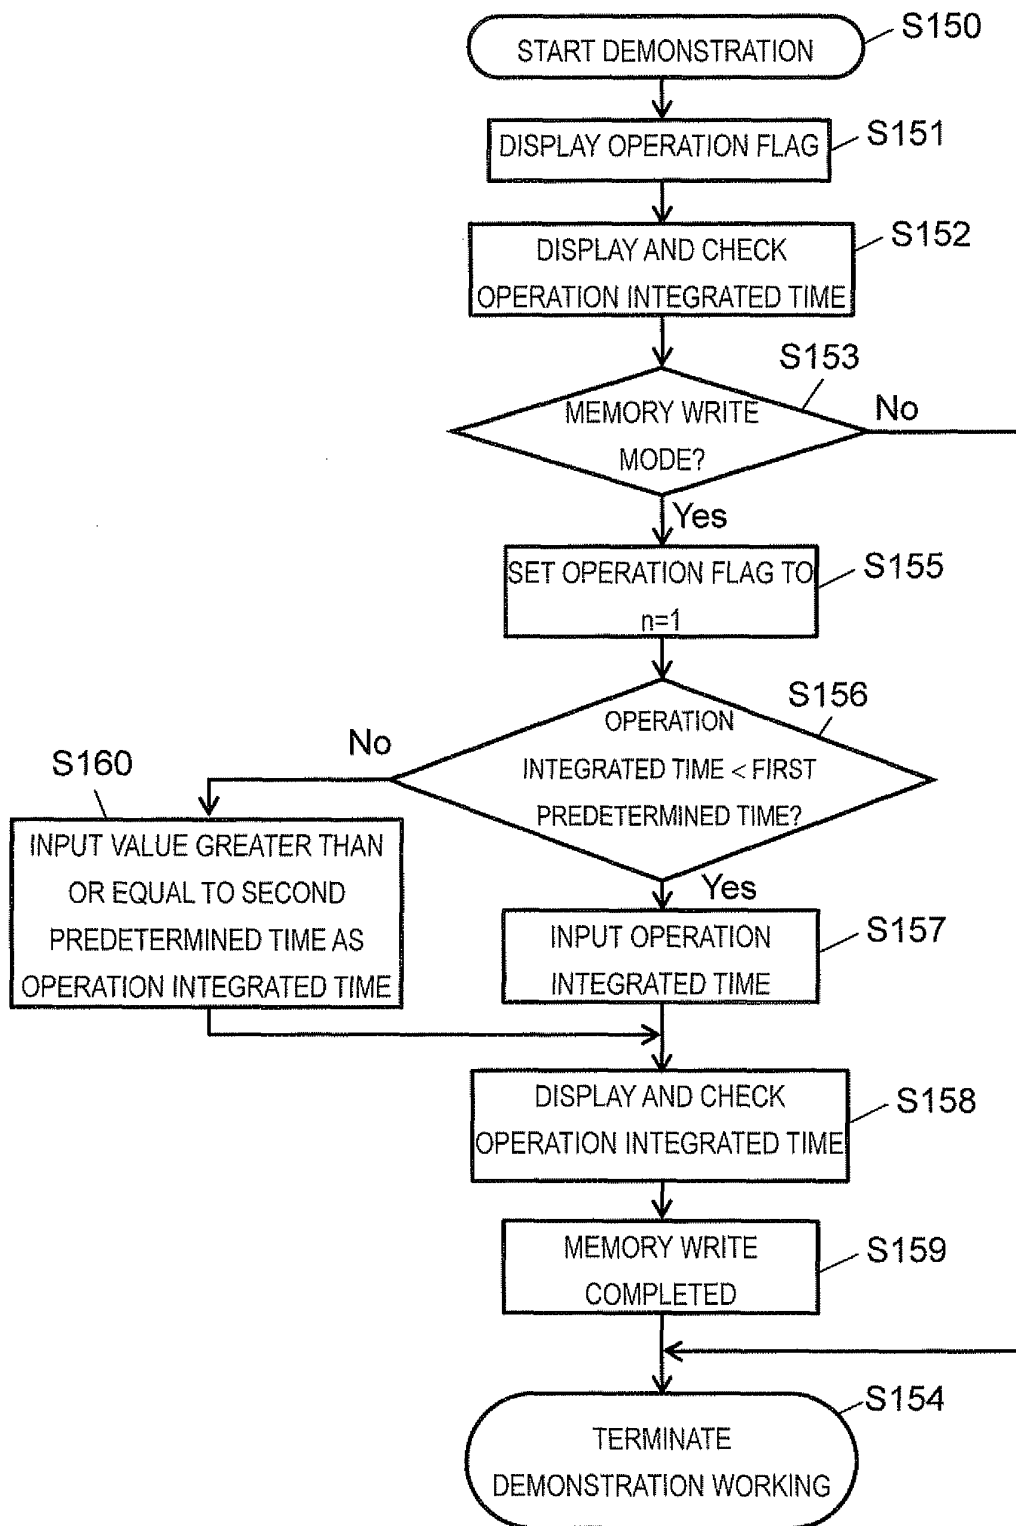 START DEMONSTRATION
S150
DISPLAY OPERATION FLAG
S151
DISPLAY AND CHECK
OPERATION INTEGRATED TIME
S152
MEMORY WRITE
MODE?
S153
No
Yes
SET OPERATION FLAG TO
n=1
S155
OPERATION
INTEGRATED TIME < FIRST
PREDETERMINED TIME?
S156
No
Yes
S160
INPUT VALUE GREATER THAN
OR EQUAL TO SECOND
PREDETERMINED TIME AS
OPERATION INTEGRATED TIME
INPUT OPERATION
INTEGRATED TIME
S157
DISPLAY AND CHECK
OPERATION INTEGRATED TIME
S158
MEMORY WRITE
COMPLETED
S159
TERMINATE
DEMONSTRATION WORKING
S154